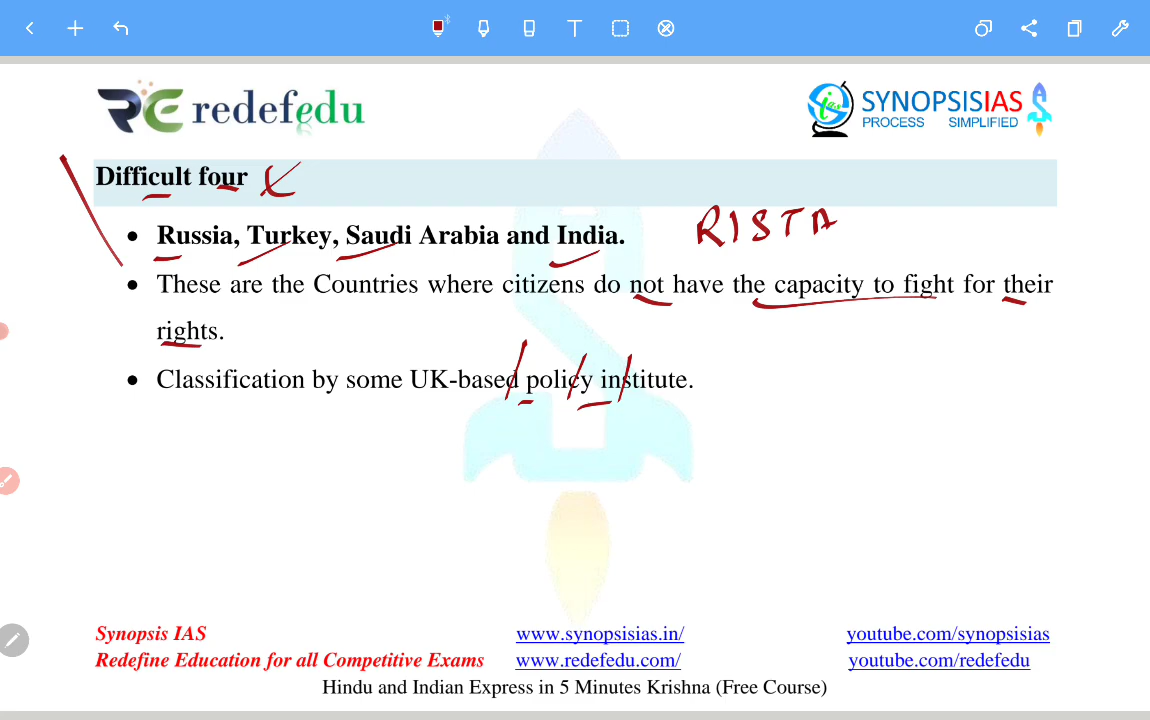 redefedu
SYNOPSISIAS
PROCESS SIMPLIFIED
Difficult four
• Russia, Turkey, Saudi Arabia and India.
RISTA
• These are the Countries where citizens do not have the capacity to fight for their
rights.
• Classification by some UK-based policy institute.
Synopsis IAS www.synopsisias.in/ youtube.com/synopsisias
Redefine Education for all Competitive Exams www.redefedu.com/ youtube.com/redefedu
Hindu and Indian Express in 5 Minutes Krishna (Free Course)